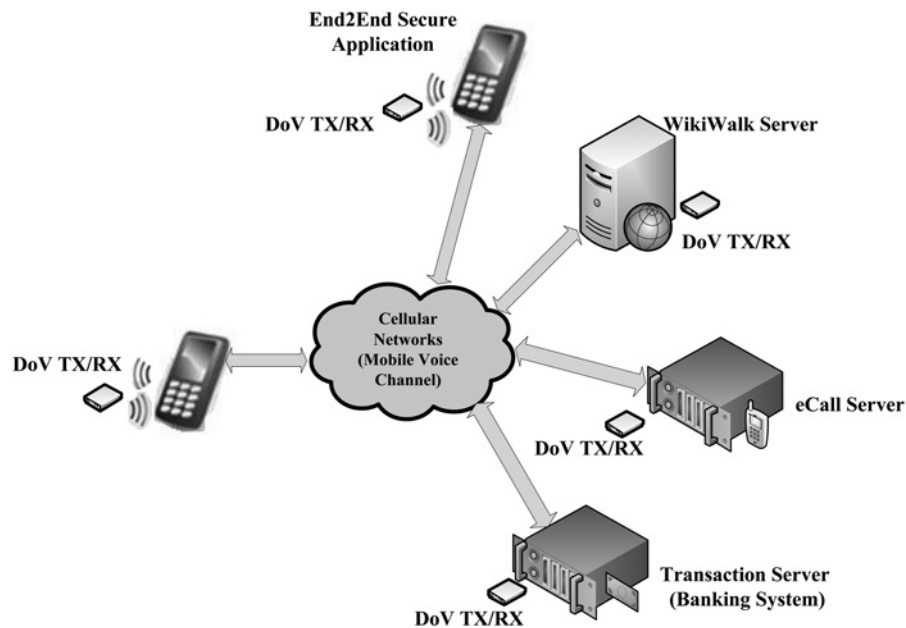 End2End Secure
Application
DoV TX/RX
WikiWalk Server
DoV TX/RX
Cellular
Networks
(Mobile Voice
Channel)
DoV TX/RX
eCall Server
DoV TX/RX
Transaction Server
(Banking System)
DoV TX/RX